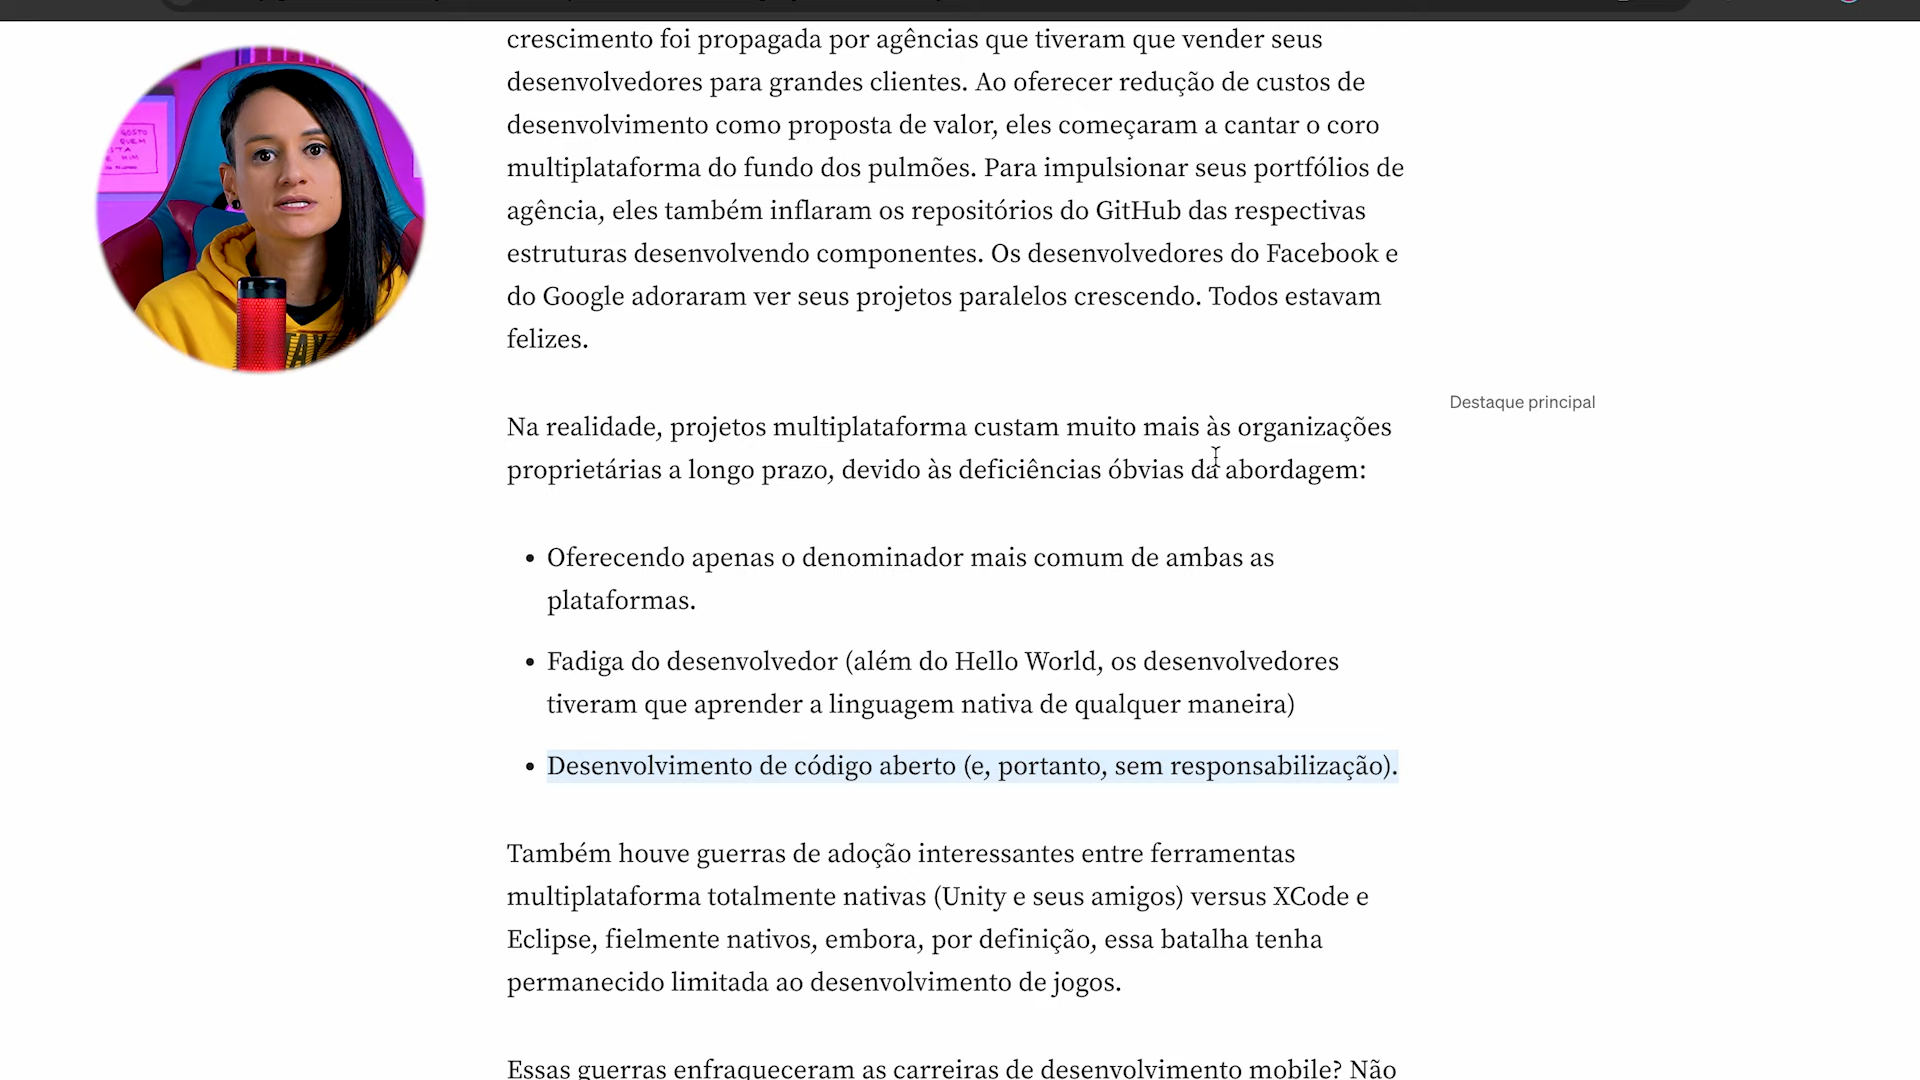 crescimento foi propagada por agências que tiveram que vender seus
desenvolvedores para grandes clientes. Ao oferecer redução de custos de
desenvolvimento como proposta de valor, eles começaram a cantar o coro
multiplataforma do fundo dos pulmões. Para impulsionar seus portfólios de
agência, eles também inflaram os repositórios do GitHub das respectivas
estruturas desenvolvendo componentes. Os desenvolvedores do Facebook e
do Google adoraram ver seus projetos paralelos crescendo. Todos estavam
felizes.
Destaque principal
Na realidade, projetos multiplataforma custam muito mais às organizações
proprietárias a longo prazo, devido às deficiências óbvias da abordagem:
• Oferecendo apenas o denominador mais comum de ambas as
plataformas.
• Fadiga do desenvolvedor (além do Hello World, os desenvolvedores
tiveram que aprender a linguagem nativa de qualquer maneira)
• Desenvolvimento de código aberto (e, portanto, sem responsabilização).
Também houve guerras de adoção interessantes entre ferramentas
multiplataforma totalmente nativas (Unity e seus amigos) versus XCode e
Eclipse, fielmente nativos, embora, por definição, essa batalha tenha
permanecido limitada ao desenvolvimento de jogos.
Essas guerras enfraqueceram as carreiras de desenvolvimento mobile? Não